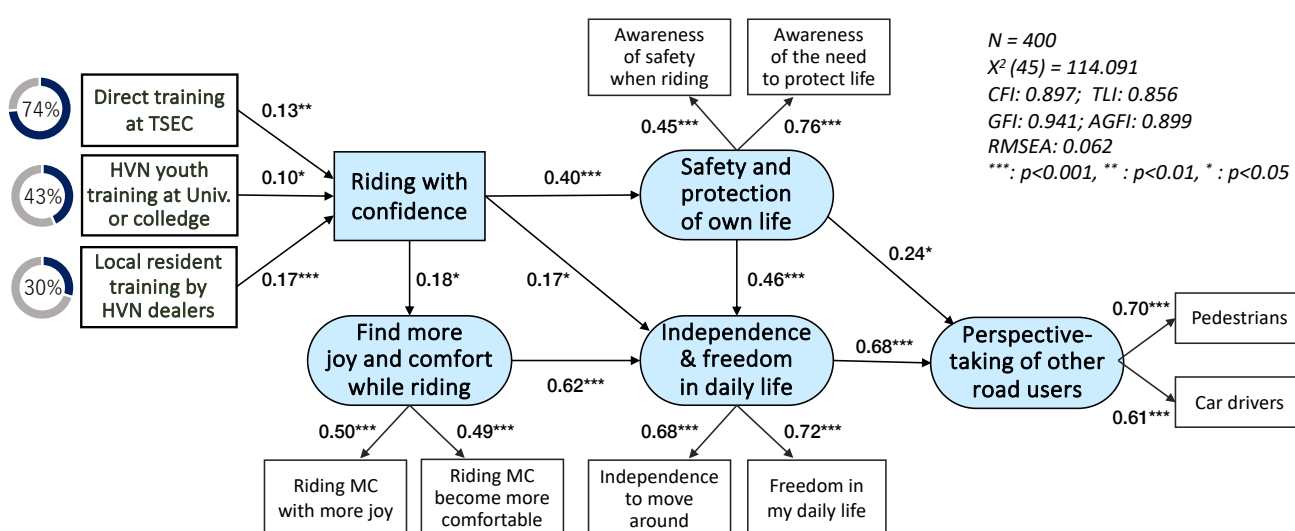 74%
Direct training
at TSEC
43%
HVN youth
training at Univ.
or colledge
30%
Local resident
training by
HVN dealers
0.13**
0.10*
0.17***
Riding with
confidence
0.40***
0.18*
0.17*
Awareness
of safety
when riding
Awareness
of the need
to protect life
0.45***
0.76***
Safety and
protection
of own life
0.46***
0.24*
Find more
joy and comfort
while riding
0.62***
Independence
& freedom
in daily life
0.68***
Perspective-
taking of other
road users
0.70***
Pedestrians
0.61***
Car drivers
0.50***
0.49***
Riding MC
with more joy
Riding MC
become more
comfortable
0.68***
0.72***
Independence
to move
around
Freedom in
my daily life
N = 400
X² (45) = 114.091
CFI: 0.897; TLI: 0.856
GFI: 0.941; AGFI: 0.899
RMSEA: 0.062
***: p<0.001, ** : p<0.01, * : p<0.05